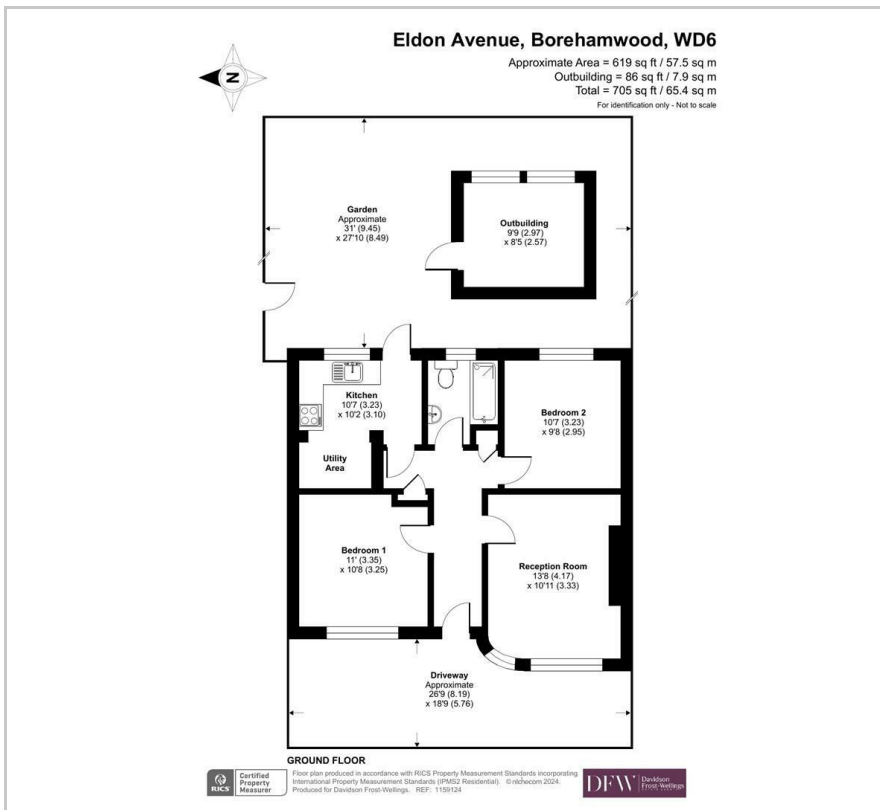 Eldon Avenue, Borehamwood, WD6
Approximate Area = 619 sq ft / 57.5 sq m
Outbuilding = 86 sq ft / 7.9 sq m
Total = 705 sq ft / 65.4 sq m
For identification only - Not to scale
N
Garden
Approximate
31' (9.45)
x 27'10 (8.49)
Outbuilding
9'9 (2.97)
x 8'5 (2.57)
Kitchen
10'7 (3.23)
x 10'2 (3.10)
Utility
Area
Bedroom 2
10'7 (3.23)
x 9'8 (2.95)
Bedroom 1
11' (3.35)
x 10'8 (3.25)
Reception Room
13'8 (4.17)
x 10'11 (3.33)
Driveway
Approximate
26'9 (8.19)
x 18'9 (5.76)
GROUND FLOOR
RICS
Certified
Property
Measurer
Floor plan produced in accordance with RICS Property Measurement Standards incorporating
International Property Measurement Standards (IPMS2 Residential). © nichecom 2024.
Produced for Davidson Frost-Wellings. REF: 1159124
DFW
Davidson
Frost-Wellings